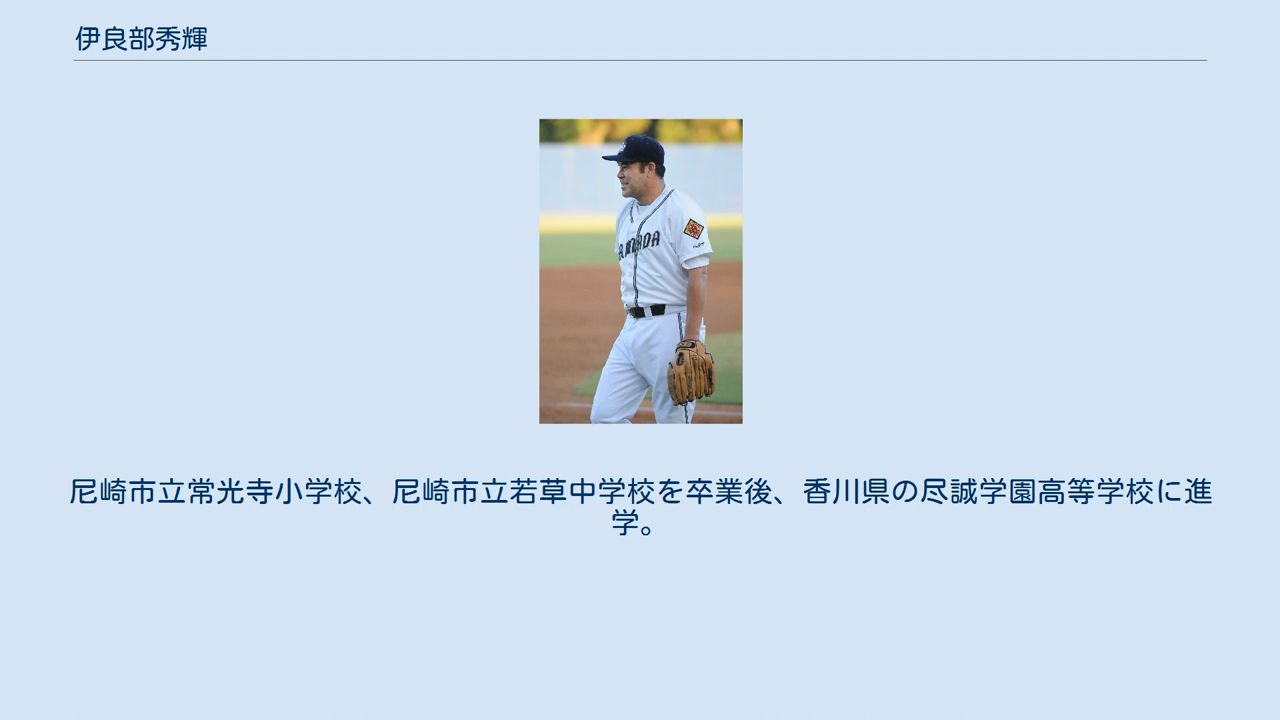 伊良部秀輝
尼崎市立常光寺小学校、尼崎市立若草中学校を卒業後、香川県の尽誠学園高等学校に進
学。